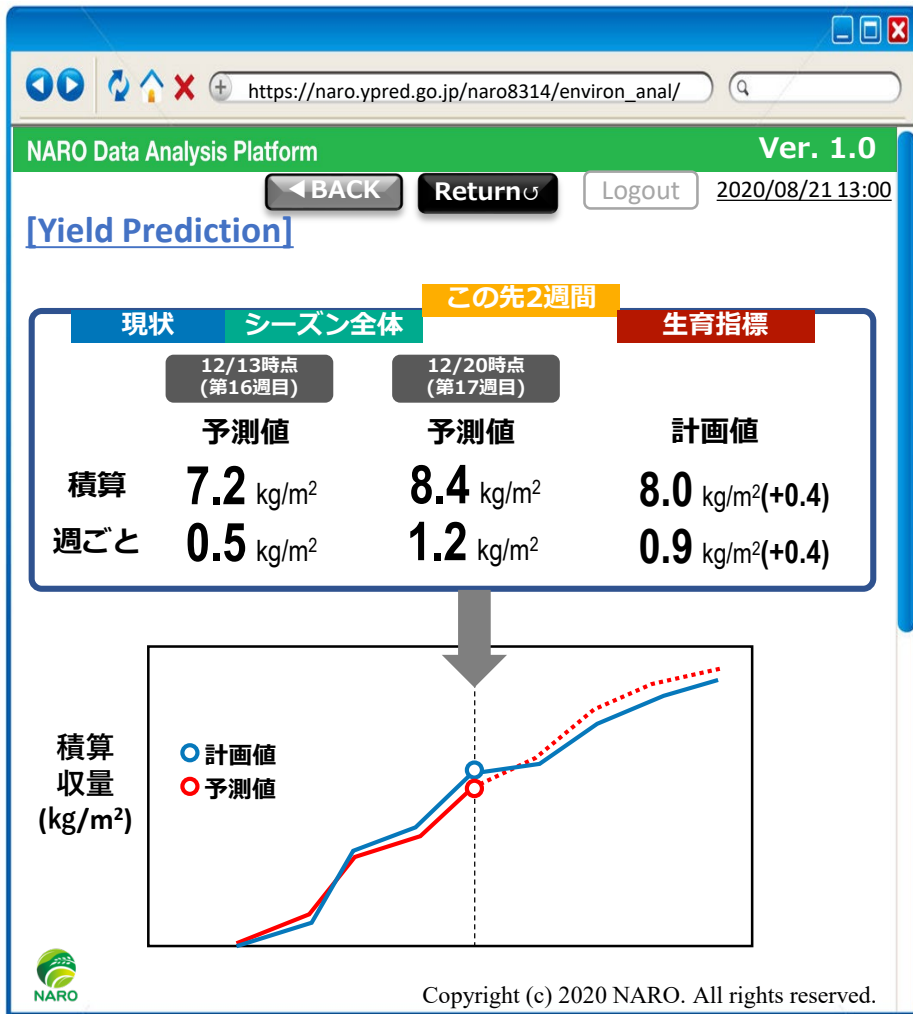 https://naro.ypred.go.jp/naro8314/environ_anal/
NARO Data Analysis Platform
Ver. 1.0
◀BACK
Return↺
Logout
2020/08/21 13:00
[Yield Prediction]
現状
シーズン全体
この先2週間
生育指標
12/13時点
(第16週目)
12/20時点
(第17週目)
予測値 予測値 計画値
積算 7.2 kg/m² 8.4 kg/m² 8.0 kg/m²(+0.4)
週ごと 0.5 kg/m² 1.2 kg/m² 0.9 kg/m²(+0.4)
積算
収量
(kg/m²)
計画値
予測値
NARO
Copyright (c) 2020 NARO. All rights reserved.